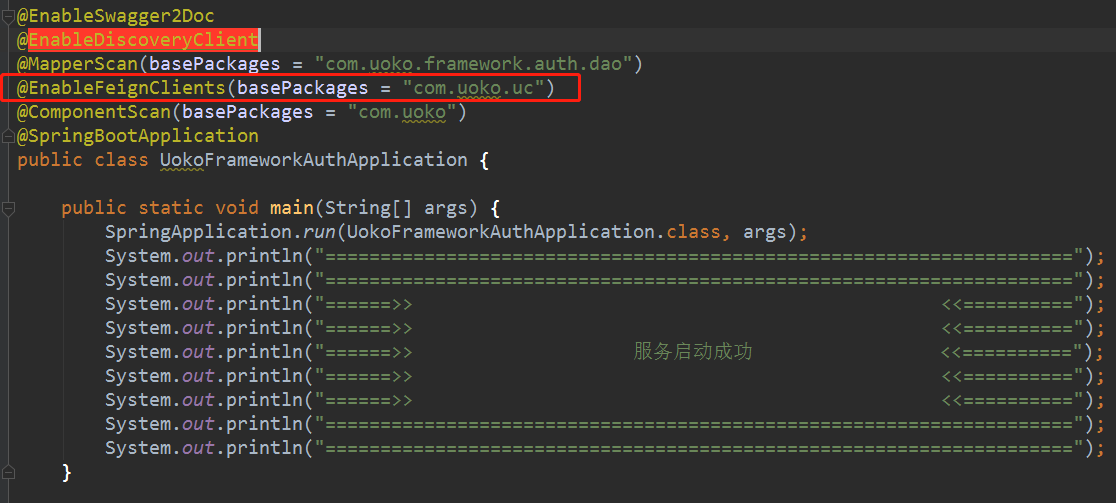 @EnableSwagger2Doc
@EnableDiscoveryClient
@MapperScan(basePackages = "com.uoko.framework.auth.dao")
@EnableFeignClients(basePackages = "com.uoko.uc")
@ComponentScan(basePackages = "com.uoko")
@SpringBootApplication
public class UokoFrameworkAuthApplication {
public static void main(String[] args) {
SpringApplication.run(UokoFrameworkAuthApplication.class, args);
System.out.println("====================================================================");
System.out.println("====================================================================");
System.out.println("======>>                                                <<==========");
System.out.println("======>>                                                <<==========");
System.out.println("======>>                    服务启动成功                 <<==========");
System.out.println("======>>                                                <<==========");
System.out.println("======>>                                                <<==========");
System.out.println("====================================================================");
System.out.println("====================================================================");
}